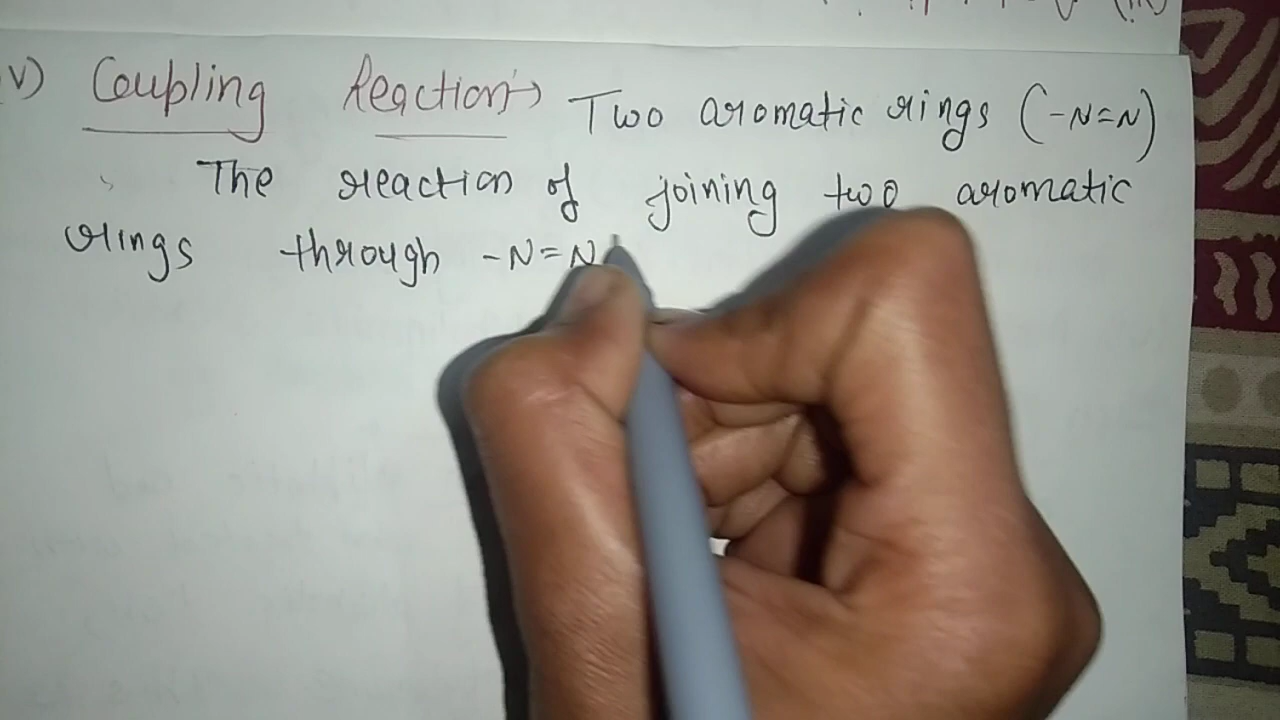 V) Coupling Reaction:→ Two aromatic rings (-N=N)
The reaction of joining two aromatic
rings through -N=N